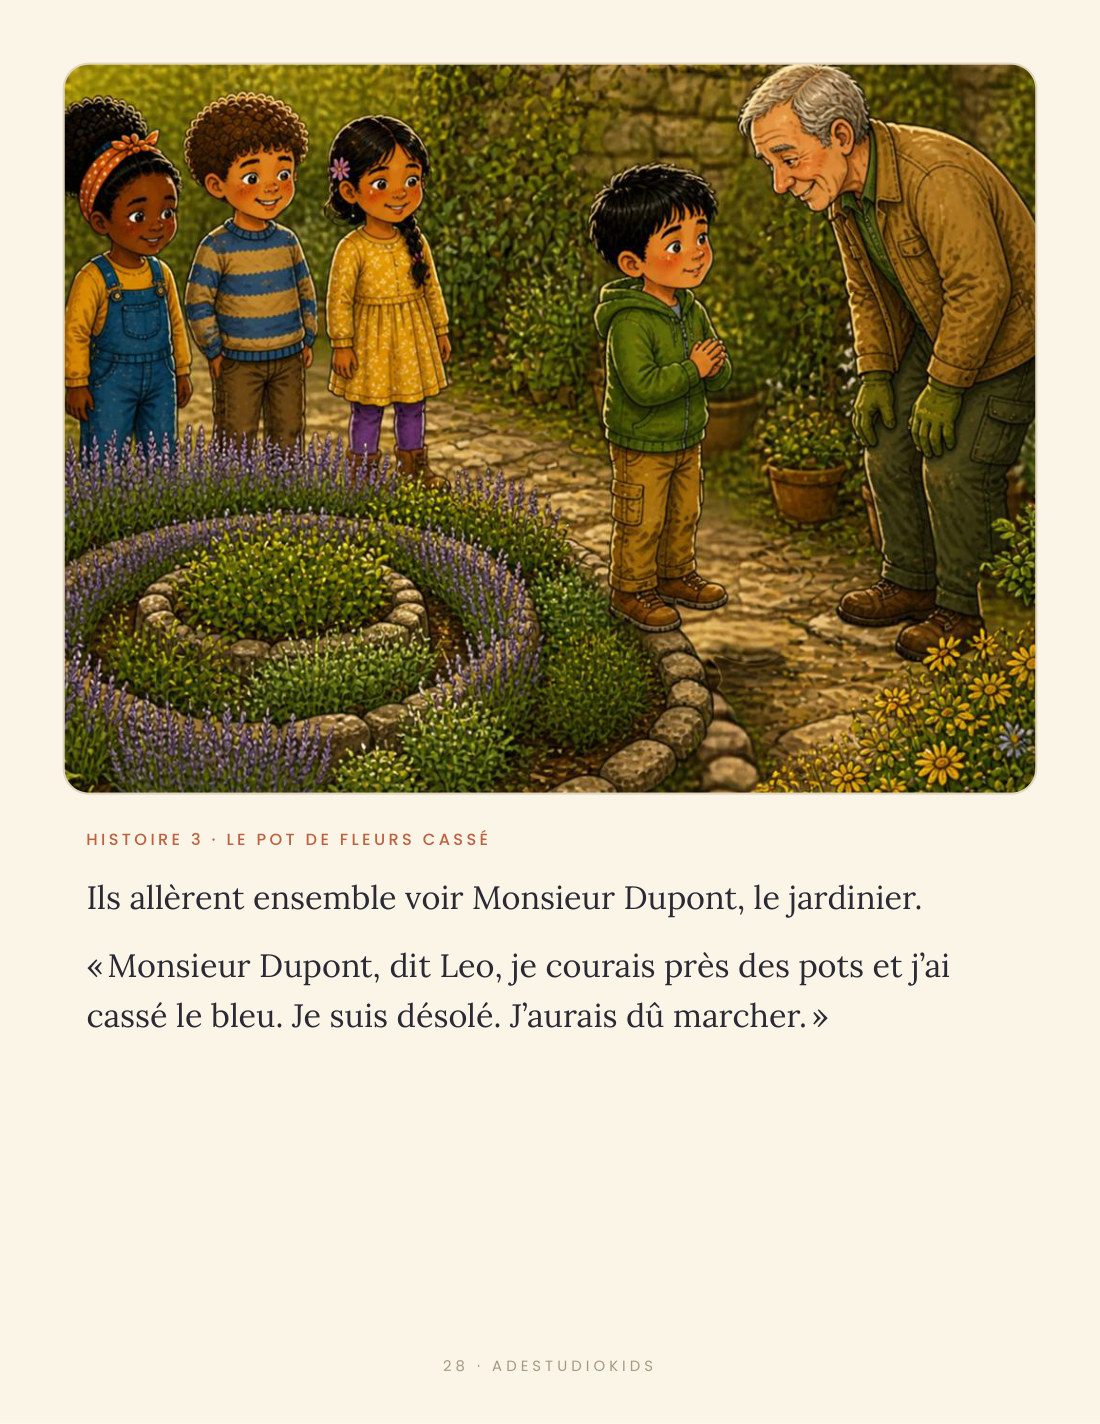 HISTOIRE 3 · LE POT DE FLEURS CASSÉ
Ils allèrent ensemble voir Monsieur Dupont, le jardinier.
« Monsieur Dupont, dit Leo, je courais près des pots et j’ai
cassé le bleu. Je suis désolé. J’aurais dû marcher. »
28 · ADESTUDIOKIDS